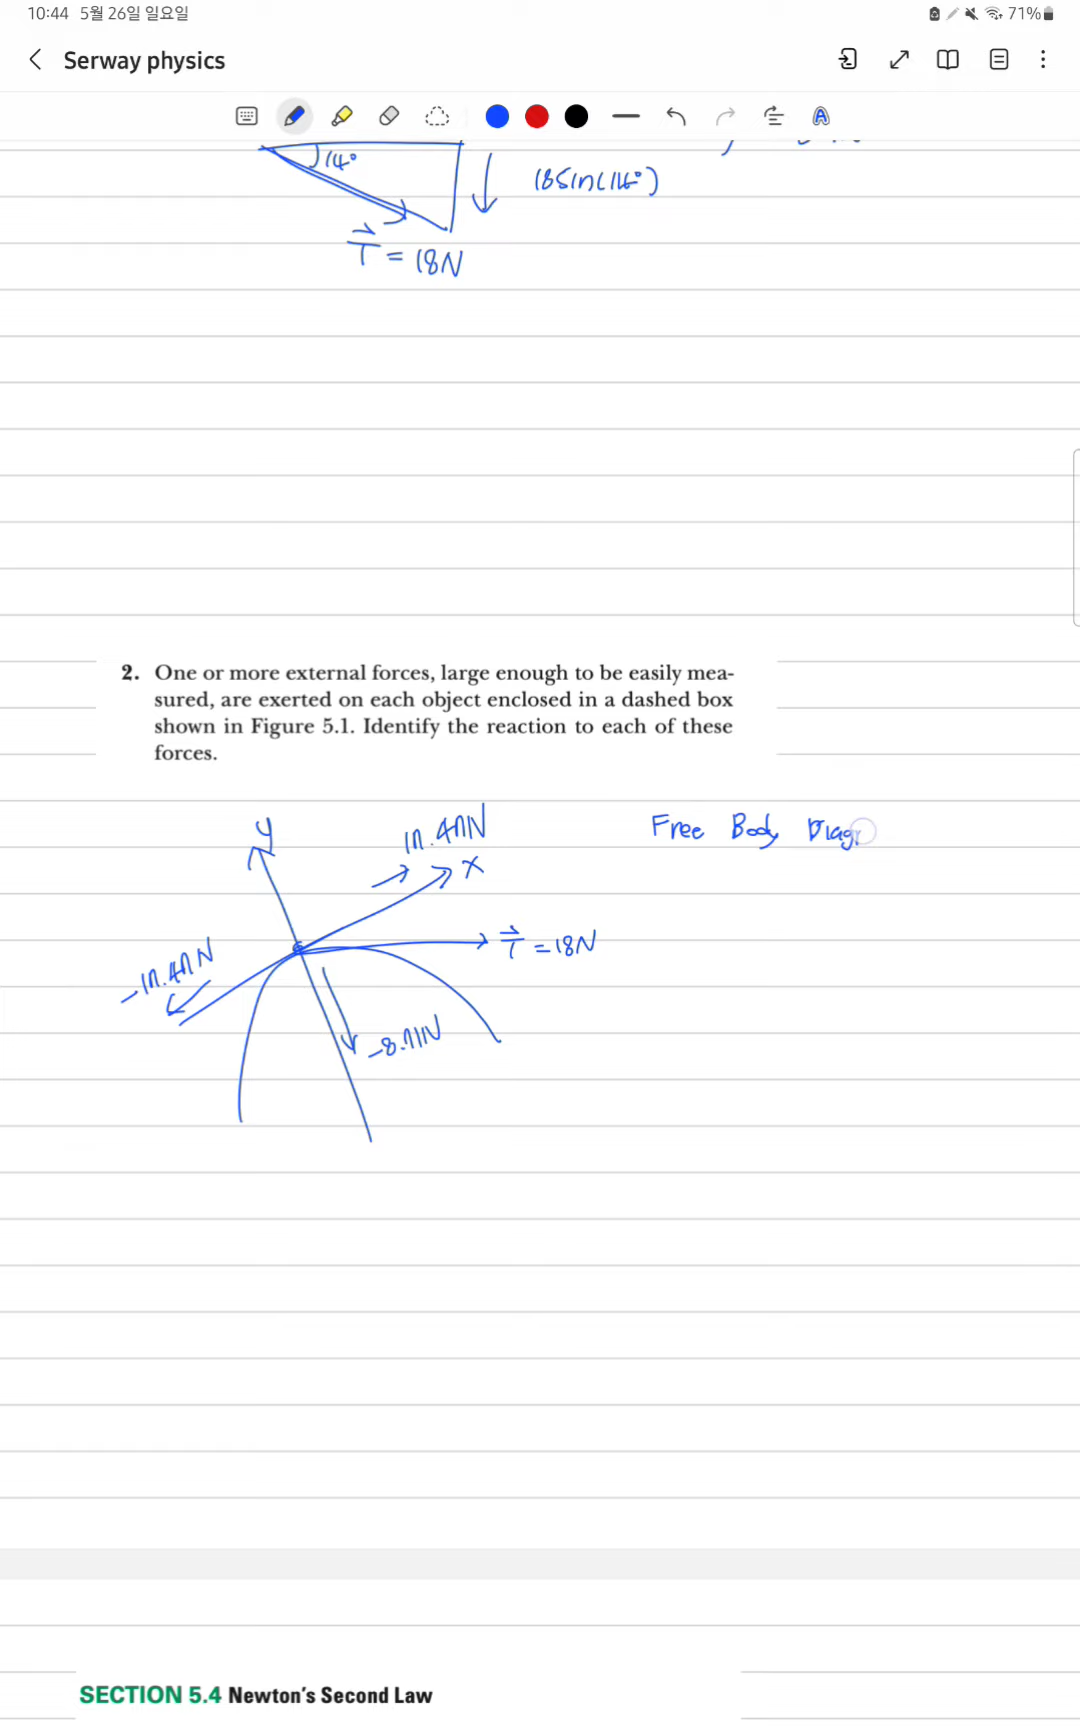 10:44 5월 26일 일요일
71%
Serway physics
14°
18sin(14°)
T = 18N
2. One or more external forces, large enough to be easily mea-
sured, are exerted on each object enclosed in a dashed box
shown in Figure 5.1. Identify the reaction to each of these
forces.
y
17.47N
x
Free Body Diagr
T = 18N
-17.47N
-8.71N
SECTION 5.4 Newton's Second Law